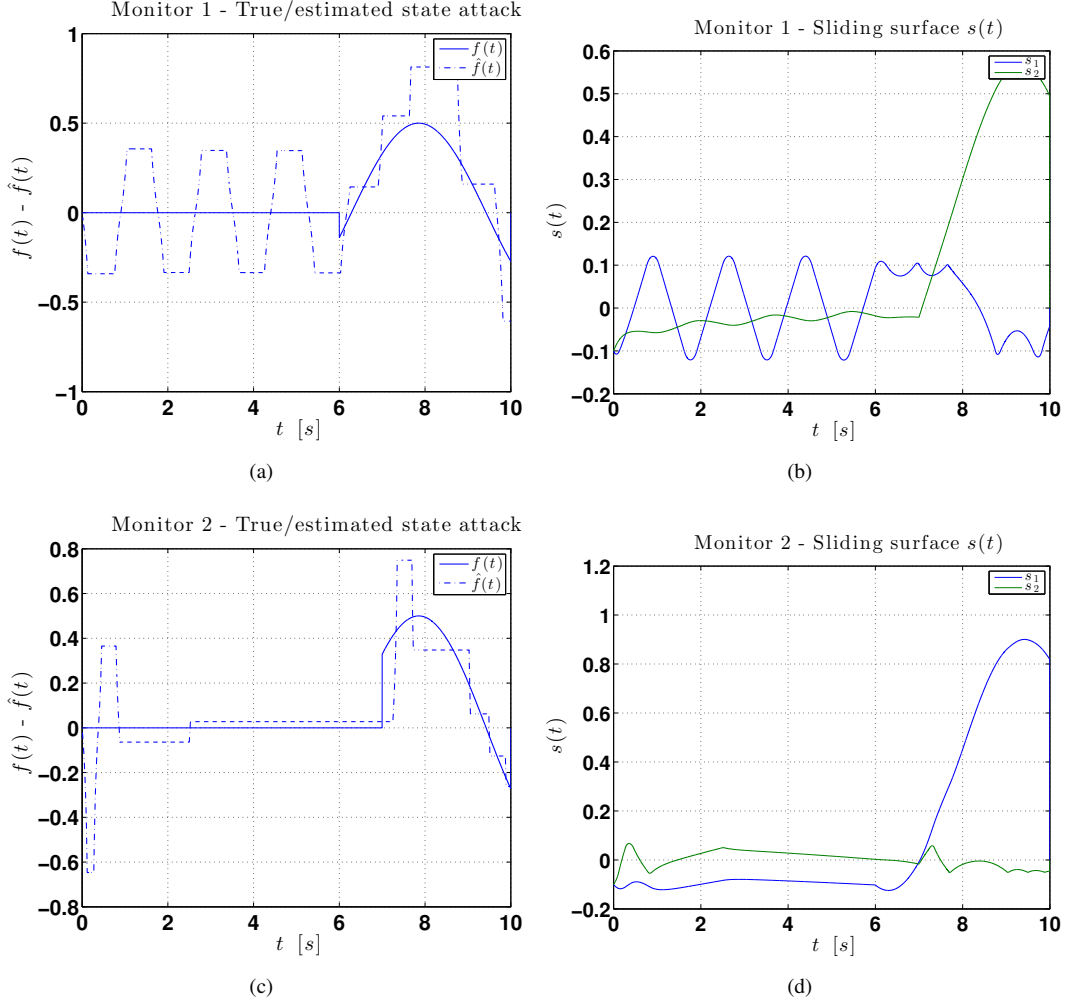 Monitor 1 - True/estimated state attack
f(t)
f̂(t)
1
0.5
0
−0.5
−1
f(t) - f̂(t)
0 2 4 6 8 10
t [s]
(a)
Monitor 1 - Sliding surface s(t)
s₁
s₂
0.6
0.5
0.4
0.3
0.2
0.1
0
−0.1
−0.2
s(t)
0 2 4 6 8 10
t [s]
(b)
Monitor 2 - True/estimated state attack
f(t)
f̂(t)
0.8
0.6
0.4
0.2
0
−0.2
−0.4
−0.6
−0.8
f(t) - f̂(t)
0 2 4 6 8 10
t [s]
(c)
Monitor 2 - Sliding surface s(t)
s₁
s₂
1.2
1
0.8
0.6
0.4
0.2
0
−0.2
s(t)
0 2 4 6 8 10
t [s]
(d)